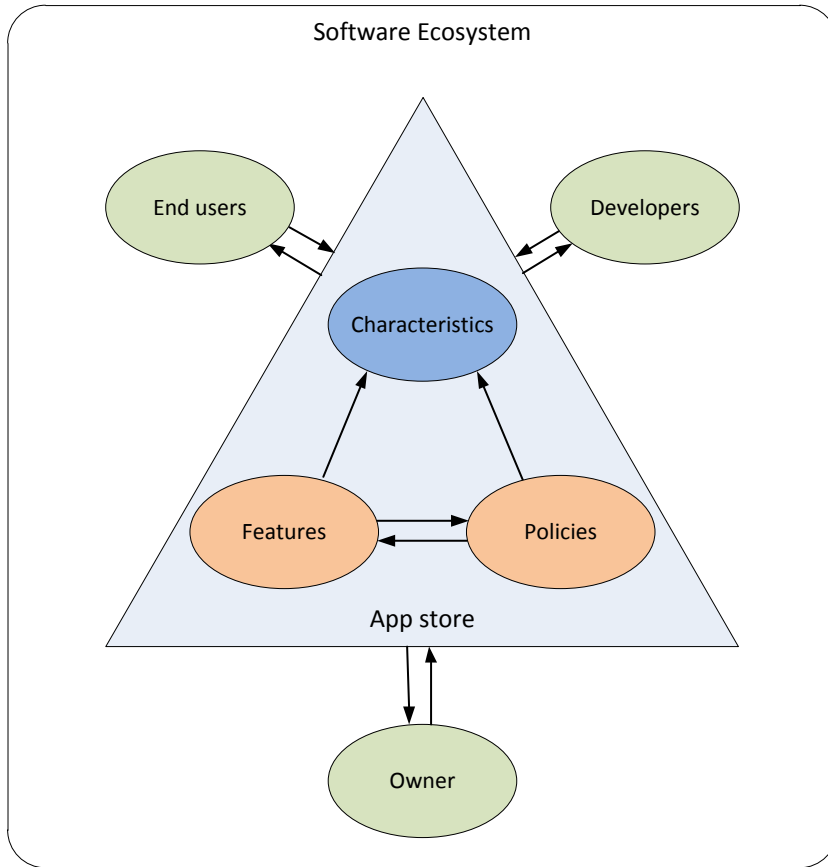 Software Ecosystem
End users
Developers
Characteristics
Features
Policies
App store
Owner